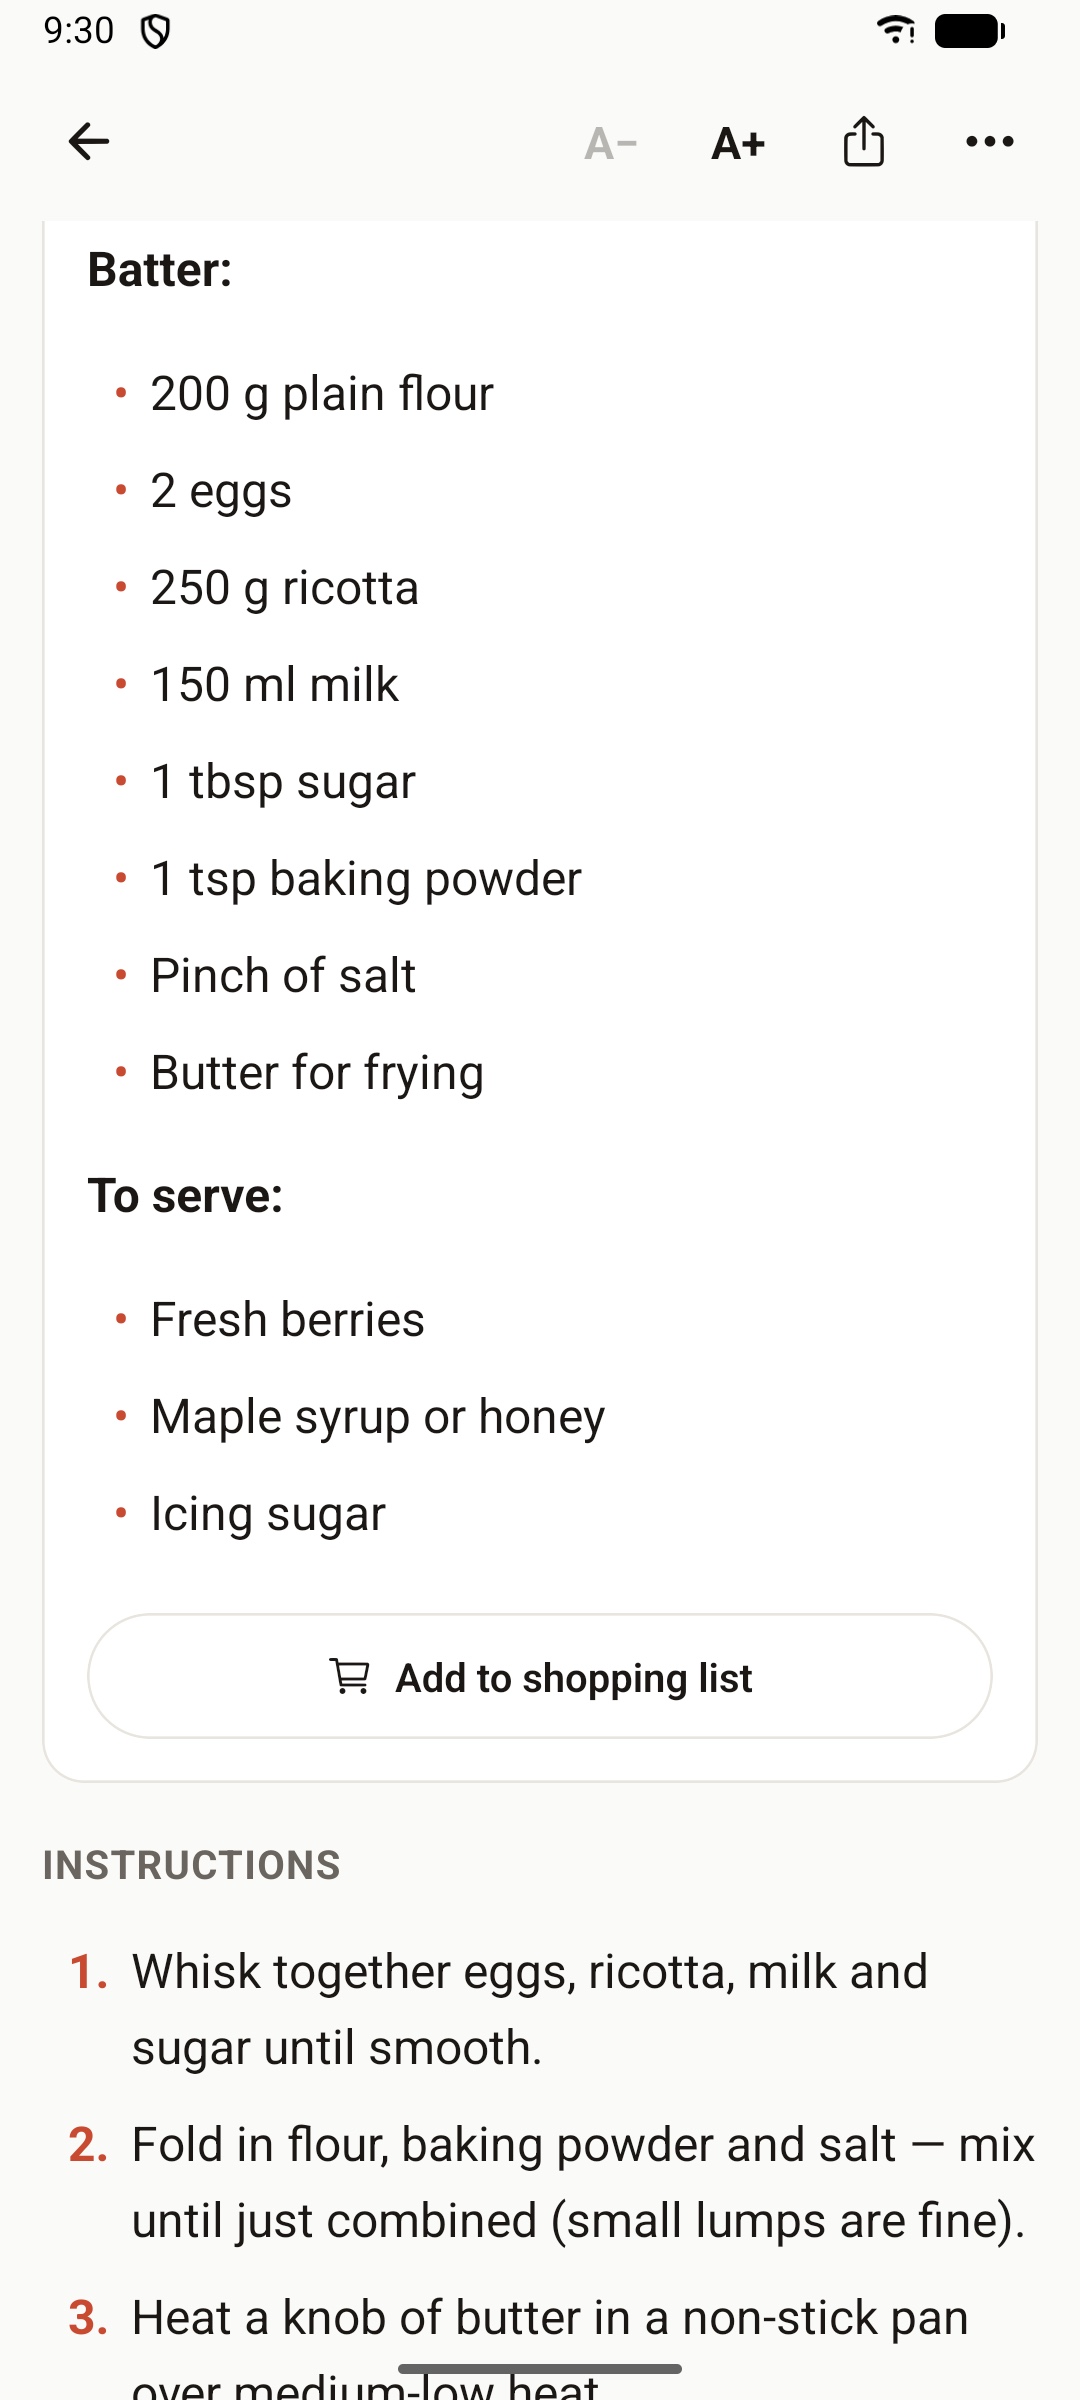 9:30
A− A+
Batter:
• 200 g plain flour
• 2 eggs
• 250 g ricotta
• 150 ml milk
• 1 tbsp sugar
• 1 tsp baking powder
• Pinch of salt
• Butter for frying
To serve:
• Fresh berries
• Maple syrup or honey
• Icing sugar
Add to shopping list
INSTRUCTIONS
1. Whisk together eggs, ricotta, milk and
sugar until smooth.
2. Fold in flour, baking powder and salt — mix
until just combined (small lumps are fine).
3. Heat a knob of butter in a non-stick pan
over medium-low heat